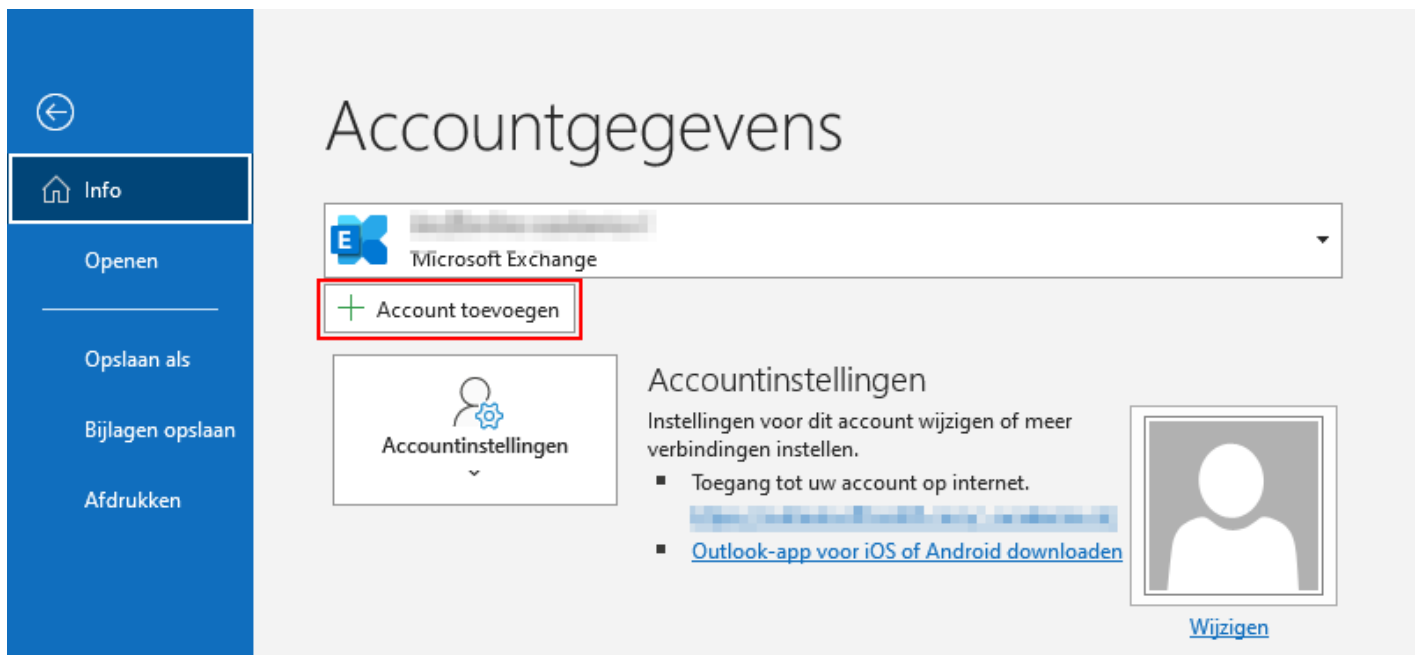 Accountgegevens
Info
Openen
Opslaan als
Bijlagen opslaan
Afdrukken
E
Microsoft Exchange
Account toevoegen
Accountinstellingen
Accountinstellingen
Instellingen voor dit account wijzigen of meer
verbindingen instellen.
Toegang tot uw account op internet.
Outlook-app voor iOS of Android downloaden
Wijzigen